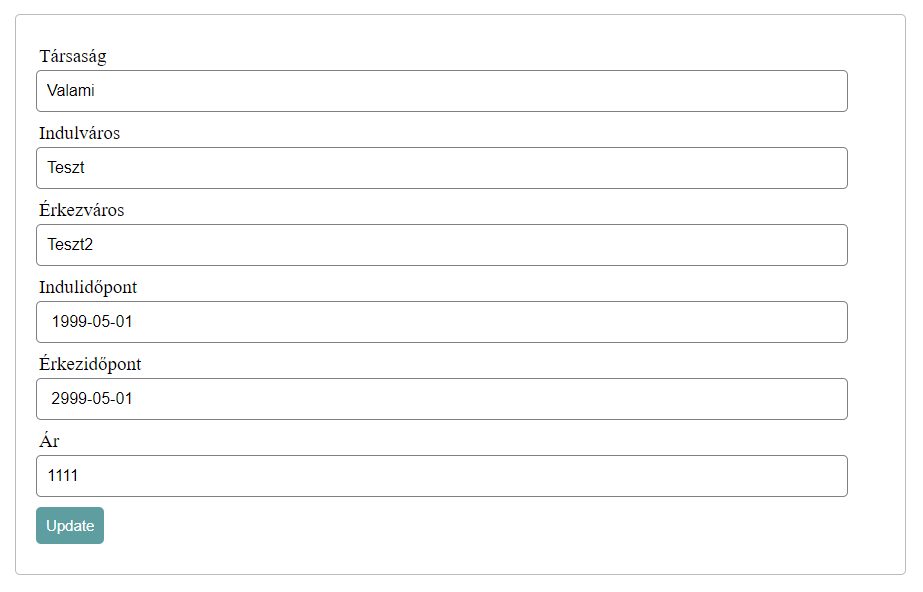 Társaság
Valami
Indulváros
Teszt
Érkezváros
Teszt2
Indulidőpont
1999-05-01
Érkezidőpont
2999-05-01
Ár
1111
Update